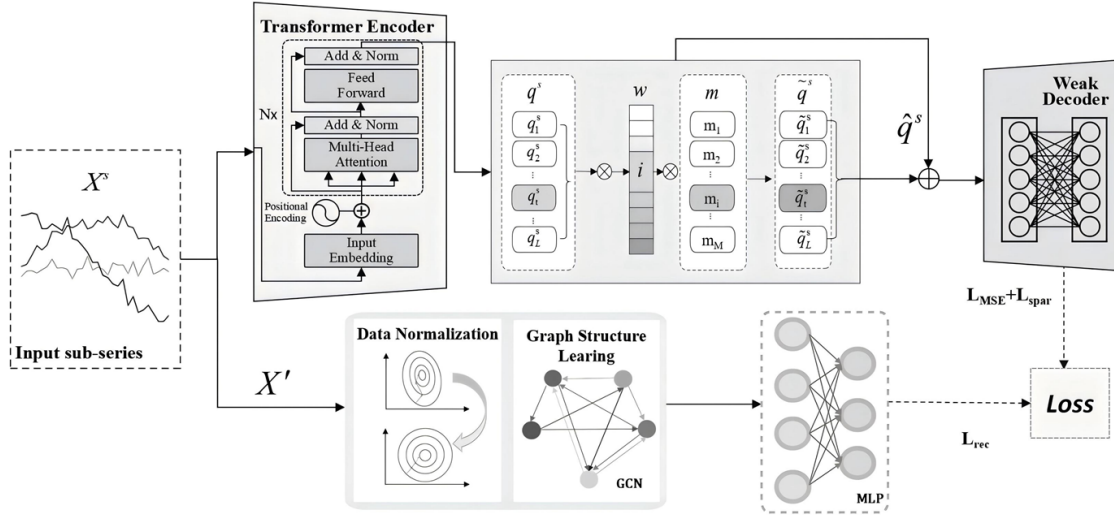 Transformer Encoder
Add & Norm
Feed
Forward
Nx
Add & Norm
Multi-Head
Attention
Positional
Encoding
Input
Embedding
X^s
Input sub-series
q^s
q_1^s
q_2^s
⋮
q_t^s
⋮
q_L^s
w
i
m
m_i
m_2
⋮
m_i
⋮
m_M
q̃^s
q̃_1^s
q̃_2^s
⋮
q̃_t^s
⋮
q̃_L^s
q̂^s
Weak
Decoder
L_MSE+L_spar
X′
Data Normalization
Graph Structure
Learing
GCN
MLP
L_rec
Loss